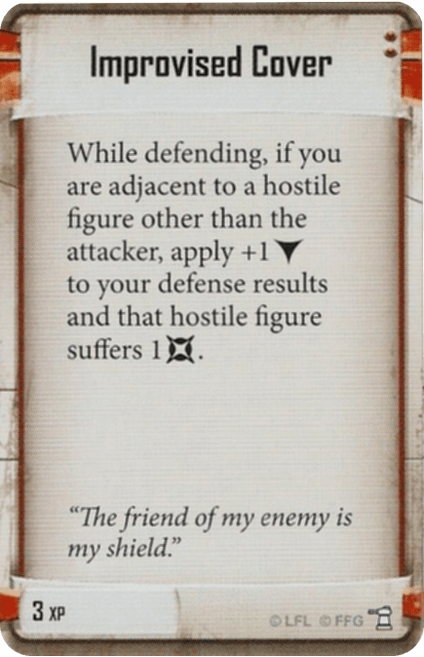 Improvised Cover
While defending, if you
are adjacent to a hostile
figure other than the
attacker, apply +1
to your defense results
and that hostile figure
suffers 1 .
“The friend of my enemy is
my shield.”
3 XP
© LFL © FFG